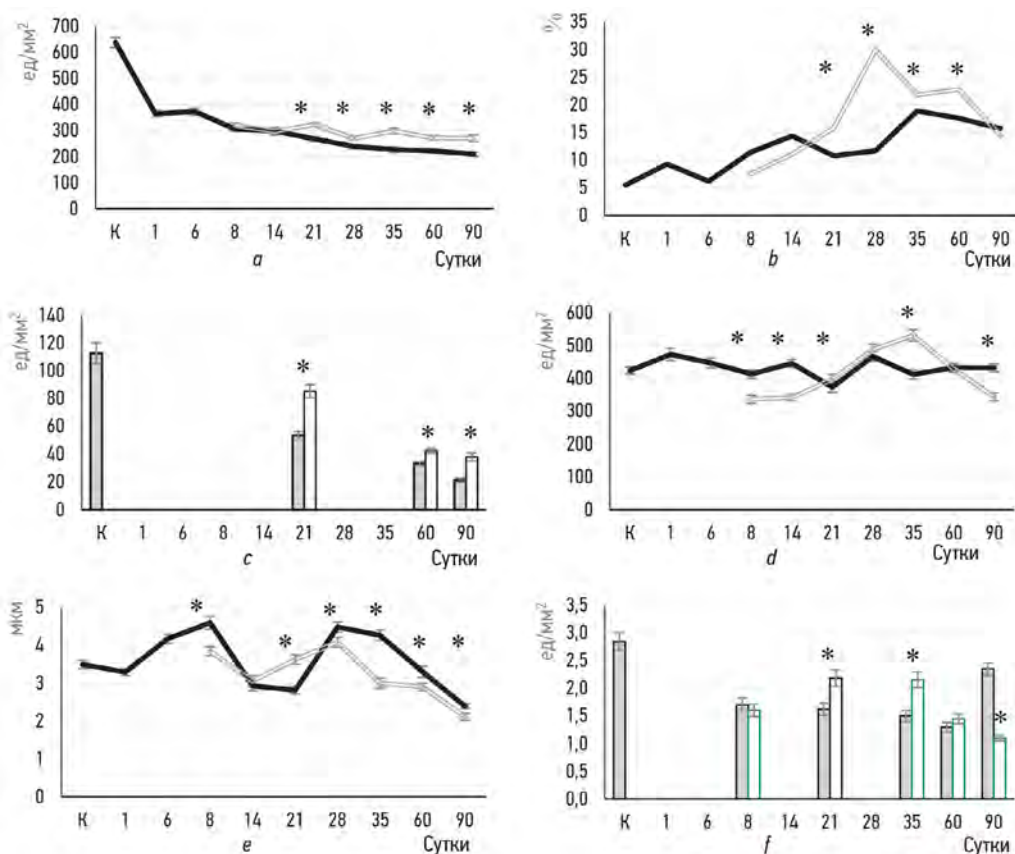 ед/мм²
700
600
500
400
300
200
100
0
* * * * *
К 1 6 8 14 21 28 35 60 90
a
Сутки
%
35
30
25
20
15
10
5
0
* * * *
К 1 6 8 14 21 28 35 60 90
b
Сутки
ед/мм²
140
120
100
80
60
40
20
0
* * *
К 1 6 8 14 21 28 35 60 90
c
Сутки
ед/мм²
600
500
400
300
200
100
0
* * * * *
К 1 6 8 14 21 28 35 60 90
d
Сутки
мкм
5
4
3
2
1
0
* * * * * *
К 1 6 8 14 21 28 35 60 90
e
Сутки
ед/мм²
3,5
3,0
2,5
2,0
1,5
1,0
0,5
0,0
* * *
К 1 6 8 14 21 28 35 60 90
f
Сутки